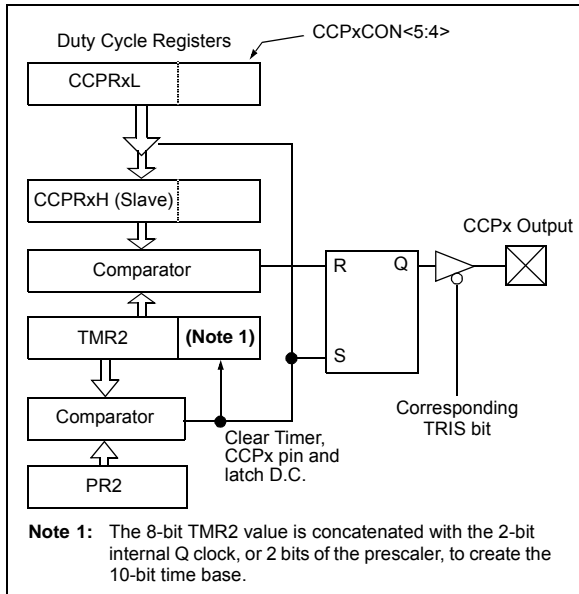 Duty Cycle Registers
CCPxCON<5:4>
CCPRxL
CCPRxH (Slave)
CCPx Output
Comparator
R
Q
TMR2
(Note 1)
S
Comparator
Clear Timer,
CCPx pin and
latch D.C.
Corresponding
TRIS bit
PR2
Note 1: The 8-bit TMR2 value is concatenated with the 2-bit
internal Q clock, or 2 bits of the prescaler, to create the
10-bit time base.